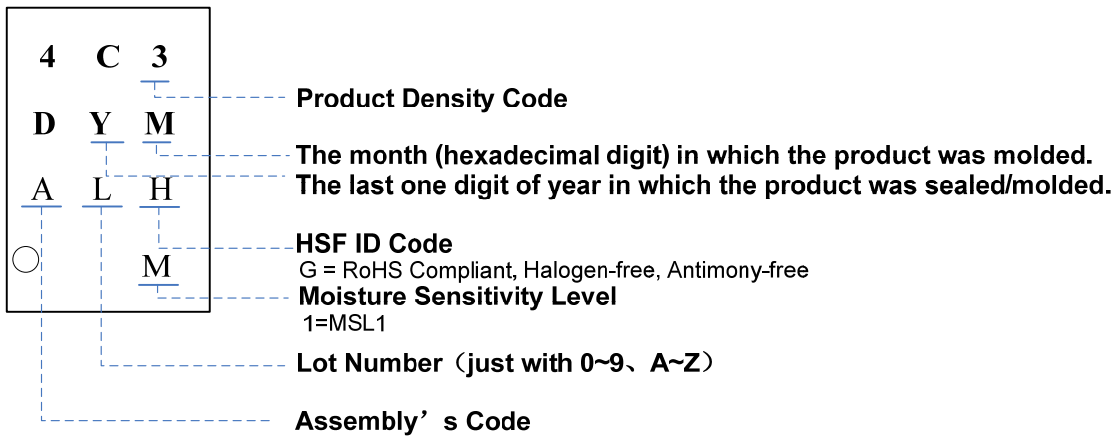 4 C 3
Product Density Code
D Y M
The month (hexadecimal digit) in which the product was molded.
The last one digit of year in which the product was sealed/molded.
A L H
HSF ID Code
G = RoHS Compliant, Halogen-free, Antimony-free
M
Moisture Sensitivity Level
1=MSL1
Lot Number（just with 0~9、A~Z）
Assembly’s Code